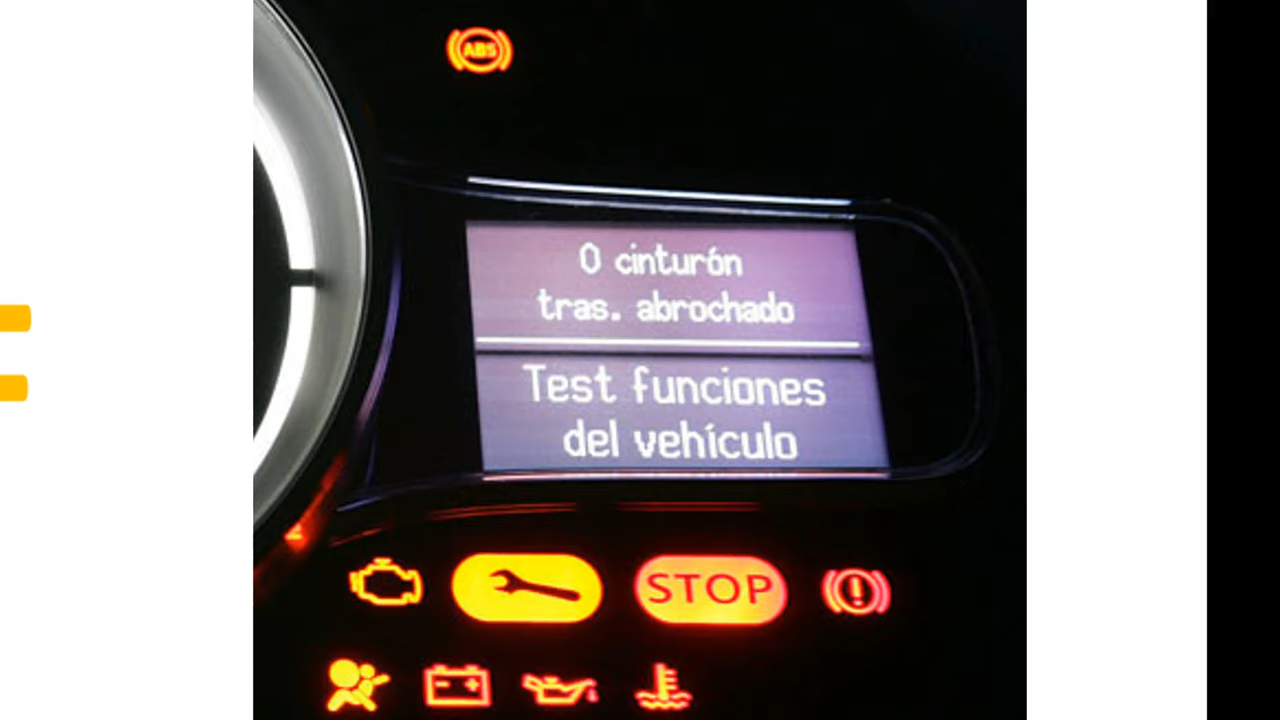 ABS
0 cinturón
tras. abrochado
Test funciones
del vehículo
STOP